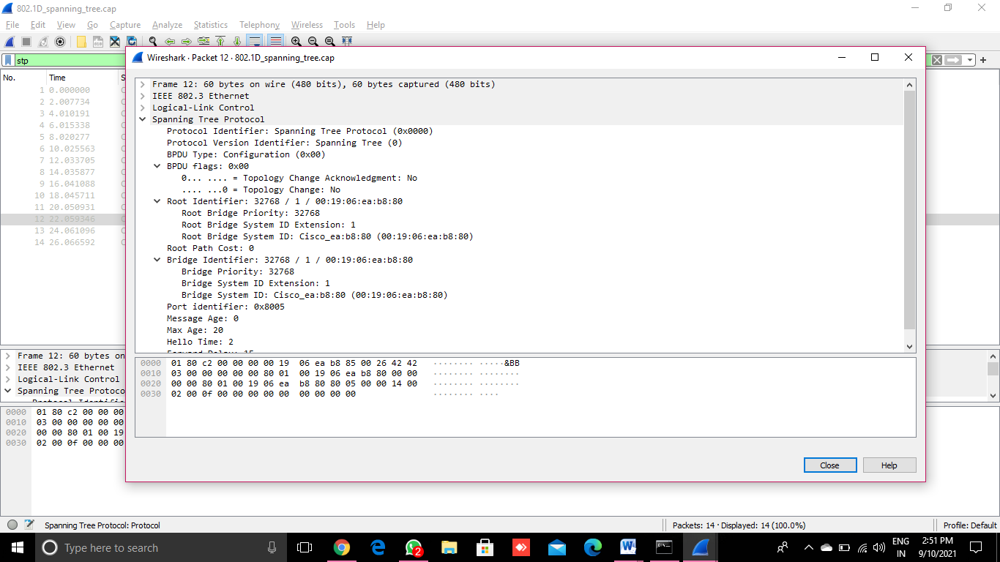 802.1D_spanning_tree.cap
File Edit View Go Capture Analyze Statistics Telephony Wireless Tools Help
stp
Wireshark · Packet 12 · 802.1D_spanning_tree.cap
No. Time S
1 0.000000 C
2 2.007734 C
3 4.010191 C
4 6.015338 C
5 8.020277 C
6 10.025563 C
7 12.033705 C
8 14.035877 C
9 16.041088 C
10 18.045711 C
11 20.050931 C
12 22.059346 C
13 24.061096 C
14 26.066592 C
Frame 12: 60 bytes on wire (480 bits), 60 bytes captured (480 bits)
IEEE 802.3 Ethernet
Logical-Link Control
Spanning Tree Protocol
Protocol Identifier: Spanning Tree Protocol (0x0000)
Protocol Version Identifier: Spanning Tree (0)
BPDU Type: Configuration (0x00)
BPDU flags: 0x00
0... .... = Topology Change Acknowledgment: No
.... ...0 = Topology Change: No
Root Identifier: 32768 / 1 / 00:19:06:ea:b8:80
Root Bridge Priority: 32768
Root Bridge System ID Extension: 1
Root Bridge System ID: Cisco_ea:b8:80 (00:19:06:ea:b8:80)
Root Path Cost: 0
Bridge Identifier: 32768 / 1 / 00:19:06:ea:b8:80
Bridge Priority: 32768
Bridge System ID Extension: 1
Bridge System ID: Cisco_ea:b8:80 (00:19:06:ea:b8:80)
Port identifier: 0x8005
Message Age: 0
Max Age: 20
Hello Time: 2
Forward Delay: 15
0000 01 80 c2 00 00 00 00 19 06 ea b8 85 00 26 42 42 ········ ·····&BB
0010 03 00 00 00 00 00 80 01 00 19 06 ea b8 80 00 00 ········ ········
0020 00 00 80 01 00 19 06 ea b8 80 80 05 00 00 14 00 ········ ········
0030 02 00 0f 00 00 00 00 00 00 00 00 00 ········ ····
Close Help
Frame 12: 60 bytes on
IEEE 802.3 Ethernet
Logical-Link Control
Spanning Tree Protoco
0000 01 80 c2 00 00 00
0010 03 00 00 00 00 00
0020 00 00 80 01 00 19
0030 02 00 0f 00 00 00
Spanning Tree Protocol: Protocol
Packets: 14 · Displayed: 14 (100.0%)
Profile: Default
Type here to search
2
ENG
IN
2:51 PM
9/10/2021